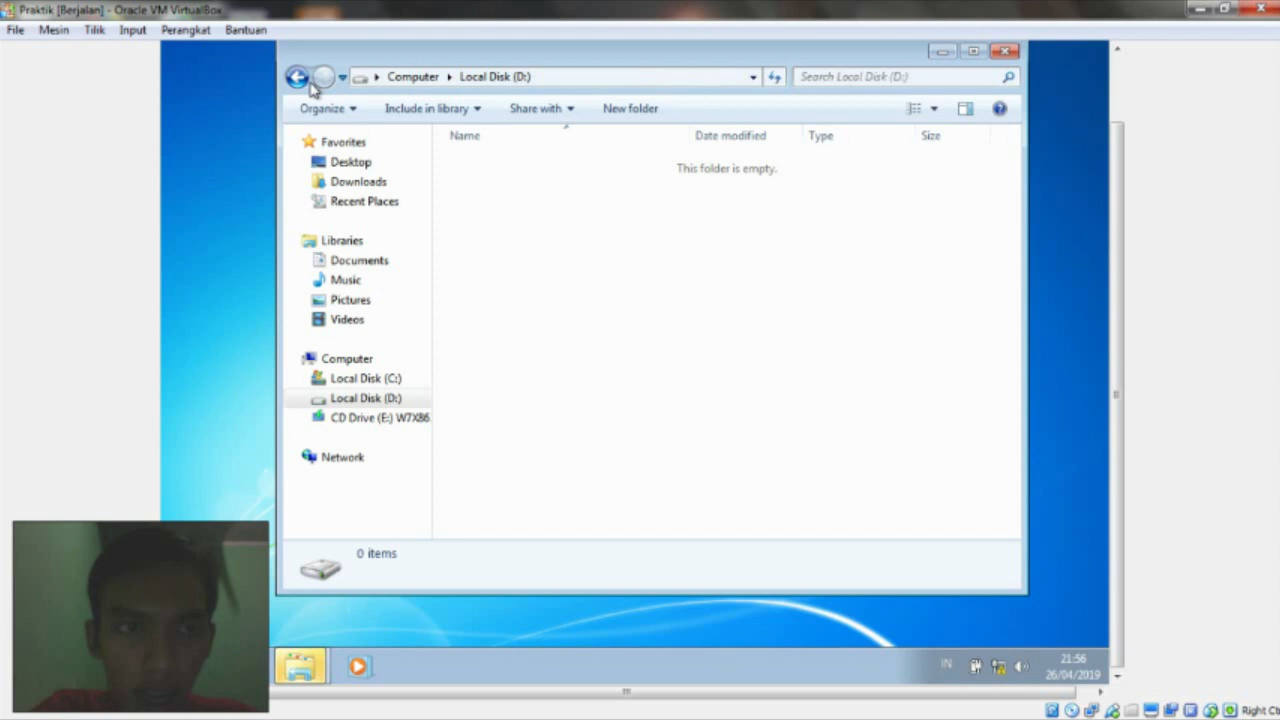 Praktik [Berjalan] - Oracle VM VirtualBox
File Mesin Tilik Input Perangkat Bantuan
Computer Local Disk (D:) Search Local Disk (D:)
Organize Include in library Share with New folder
Name Date modified Type Size
This folder is empty.
Favorites
Desktop
Downloads
Recent Places
Libraries
Documents
Music
Pictures
Videos
Computer
Local Disk (C:)
Local Disk (D:)
CD Drive (E:) W7X86
Network
0 items
IN
21:56
26/04/2019
Right Ct